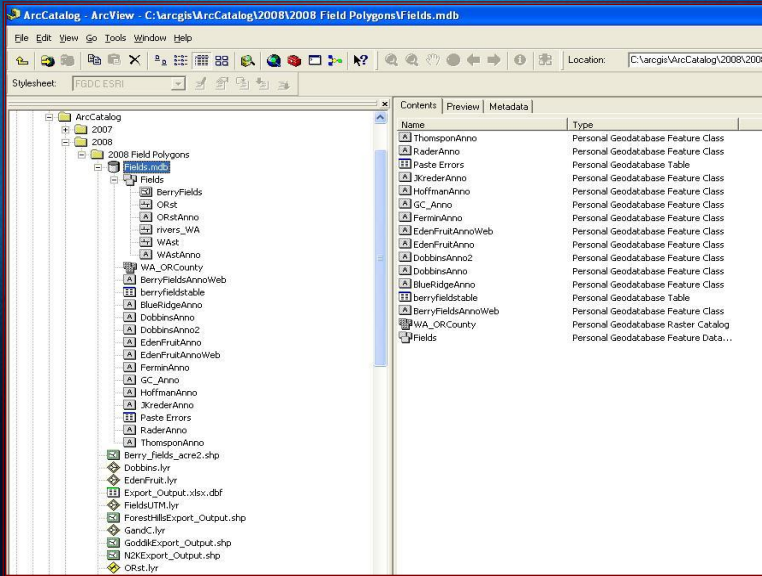 ArcCatalog - ArcView - C:\arcgis\ArcCatalog\2008\2008 Field Polygons\Fields.mdb
File Edit View Go Tools Window Help
Location: C:\arcgis\ArcCatalog\2008\200
Stylesheet: FGDC ESRI
ArcCatalog
2007
2008
2008 Field Polygons
Fields.mdb
Fields
BerryFields
ORst
ORstAnno
rivers_WA
WAst
WAstAnno
WA_ORCounty
BerryFieldsAnnoWeb
berryfieldstable
BlueRidgeAnno
DobbinsAnno
DobbinsAnno2
EdenFruitAnno
EdenFruitAnnoWeb
FerminAnno
GC_Anno
HoffmanAnno
JKrederAnno
Paste Errors
RaderAnno
ThomsponAnno
Berry_fields_acre2.shp
Dobbins.lyr
EdenFruit.lyr
Export_Output.xlsx.dbf
FieldsUTM.lyr
ForestHillsExport_Output.shp
GandC.lyr
GoddikExport_Output.shp
N2KExport_Output.shp
ORst.lyr
Contents Preview Metadata
Name Type
ThomsponAnno Personal Geodatabase Feature Class
RaderAnno Personal Geodatabase Feature Class
Paste Errors Personal Geodatabase Table
JKrederAnno Personal Geodatabase Feature Class
HoffmanAnno Personal Geodatabase Feature Class
GC_Anno Personal Geodatabase Feature Class
FerminAnno Personal Geodatabase Feature Class
EdenFruitAnnoWeb Personal Geodatabase Feature Class
EdenFruitAnno Personal Geodatabase Feature Class
DobbinsAnno2 Personal Geodatabase Feature Class
DobbinsAnno Personal Geodatabase Feature Class
BlueRidgeAnno Personal Geodatabase Feature Class
berryfieldstable Personal Geodatabase Table
BerryFieldsAnnoWeb Personal Geodatabase Feature Class
WA_ORCounty Personal Geodatabase Raster Catalog
Fields Personal Geodatabase Feature Data...